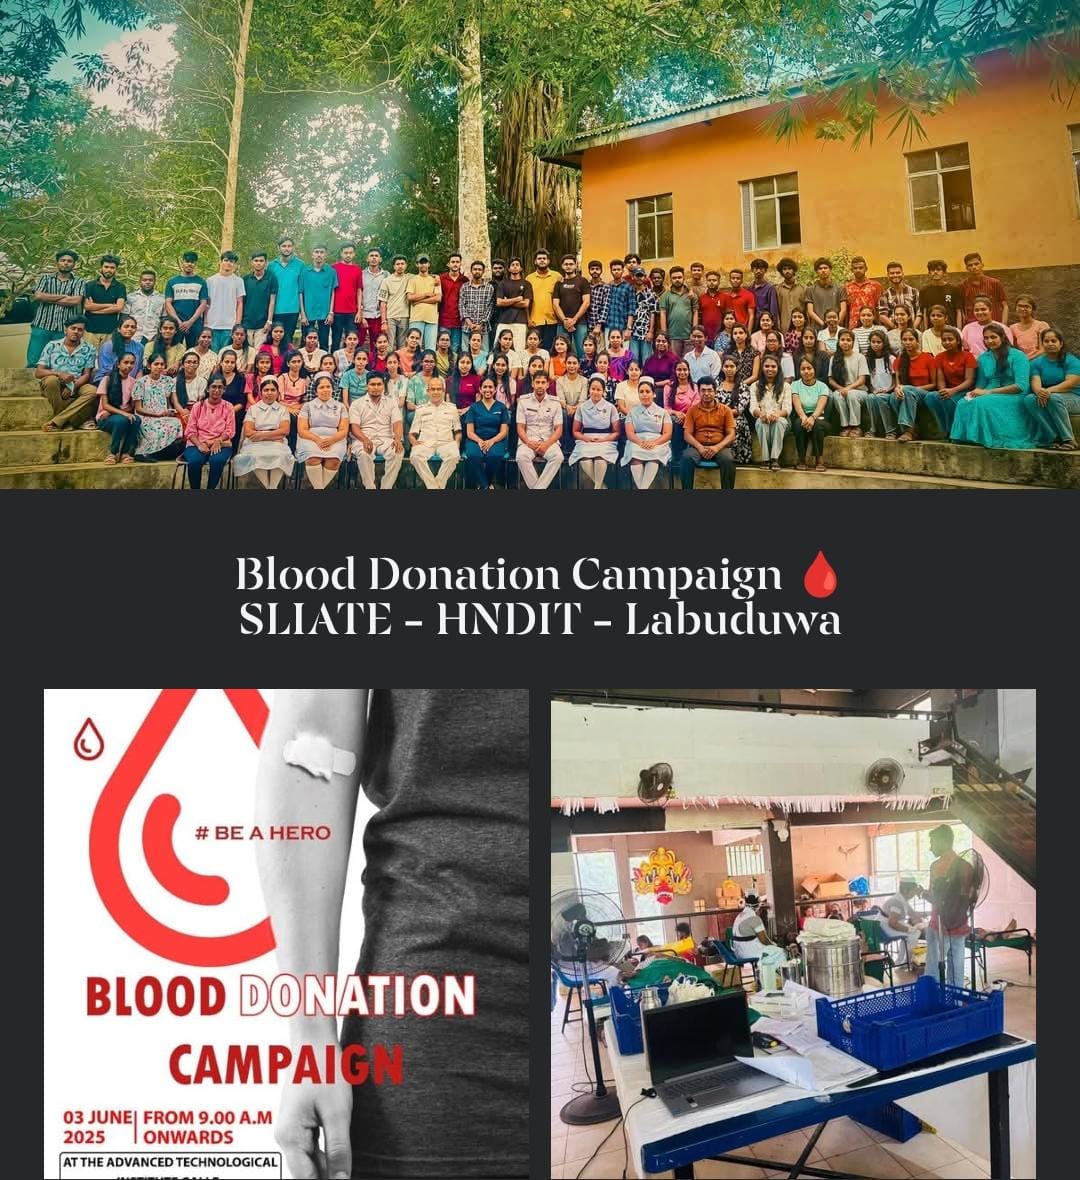 Blood Donation Campaign 🩸
SLIATE - HNDIT - Labuduwa
# BE A HERO
BLOOD DONATION
CAMPAIGN
03 JUNE
2025
FROM 9.00 A.M
ONWARDS
AT THE ADVANCED TECHNOLOGICAL